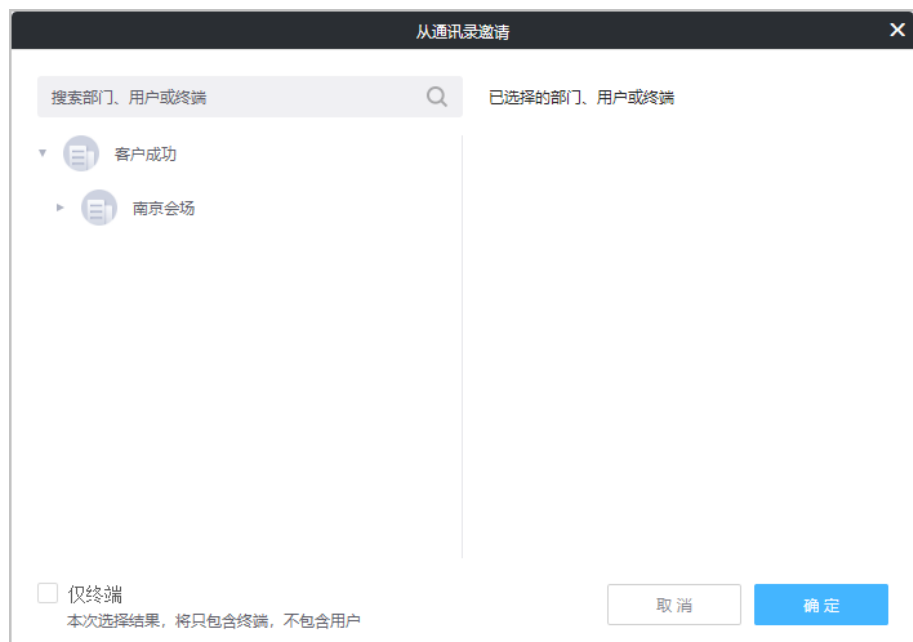 从通讯录邀请
搜索部门、用户或终端
已选择的部门、用户或终端
客户成功
南京会场
仅终端
本次选择结果，将只包含终端，不包含用户
取消
确定